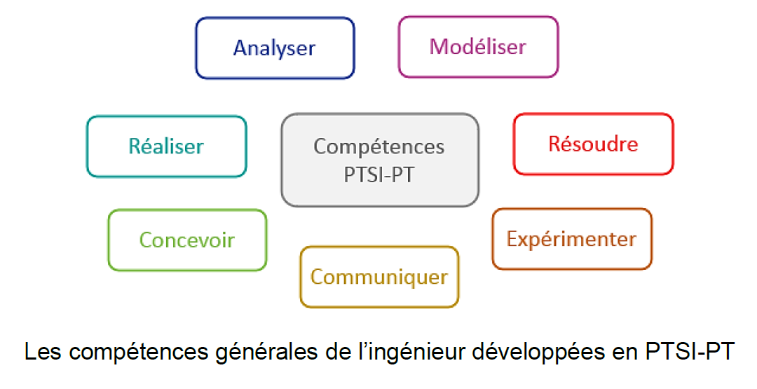 Analyser
Modéliser
Réaliser
Compétences
PTSI-PT
Résoudre
Concevoir
Expérimenter
Communiquer
Les compétences générales de l’ingénieur développées en PTSI-PT